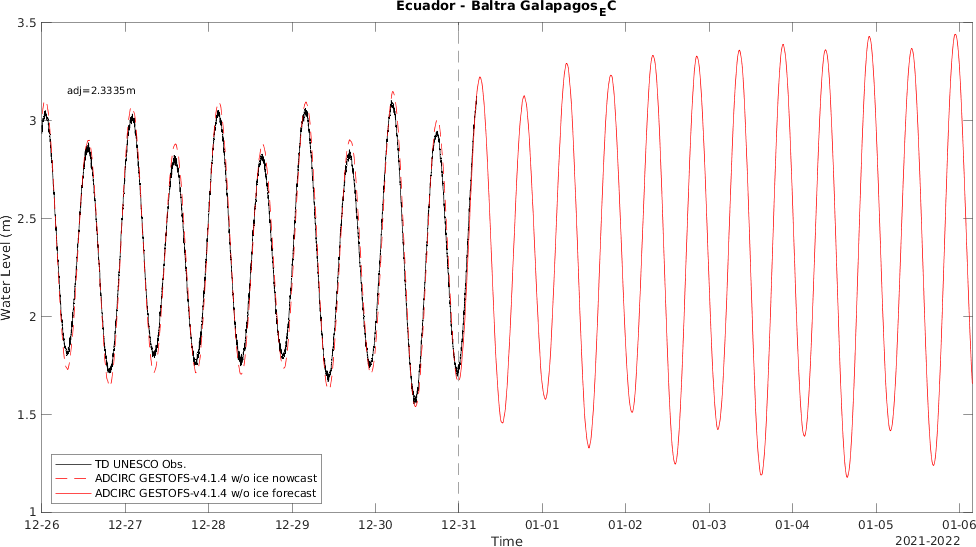 Ecuador - Baltra Galapagos_EC
adj=2.3335m
3.5
3
2.5
2
1.5
1
Water Level (m)
TD UNESCO Obs.
ADCIRC GESTOFS-v4.1.4 w/o ice nowcast
ADCIRC GESTOFS-v4.1.4 w/o ice forecast
12-26 12-27 12-28 12-29 12-30 12-31 01-01 01-02 01-03 01-04 01-05 01-06
Time
2021-2022